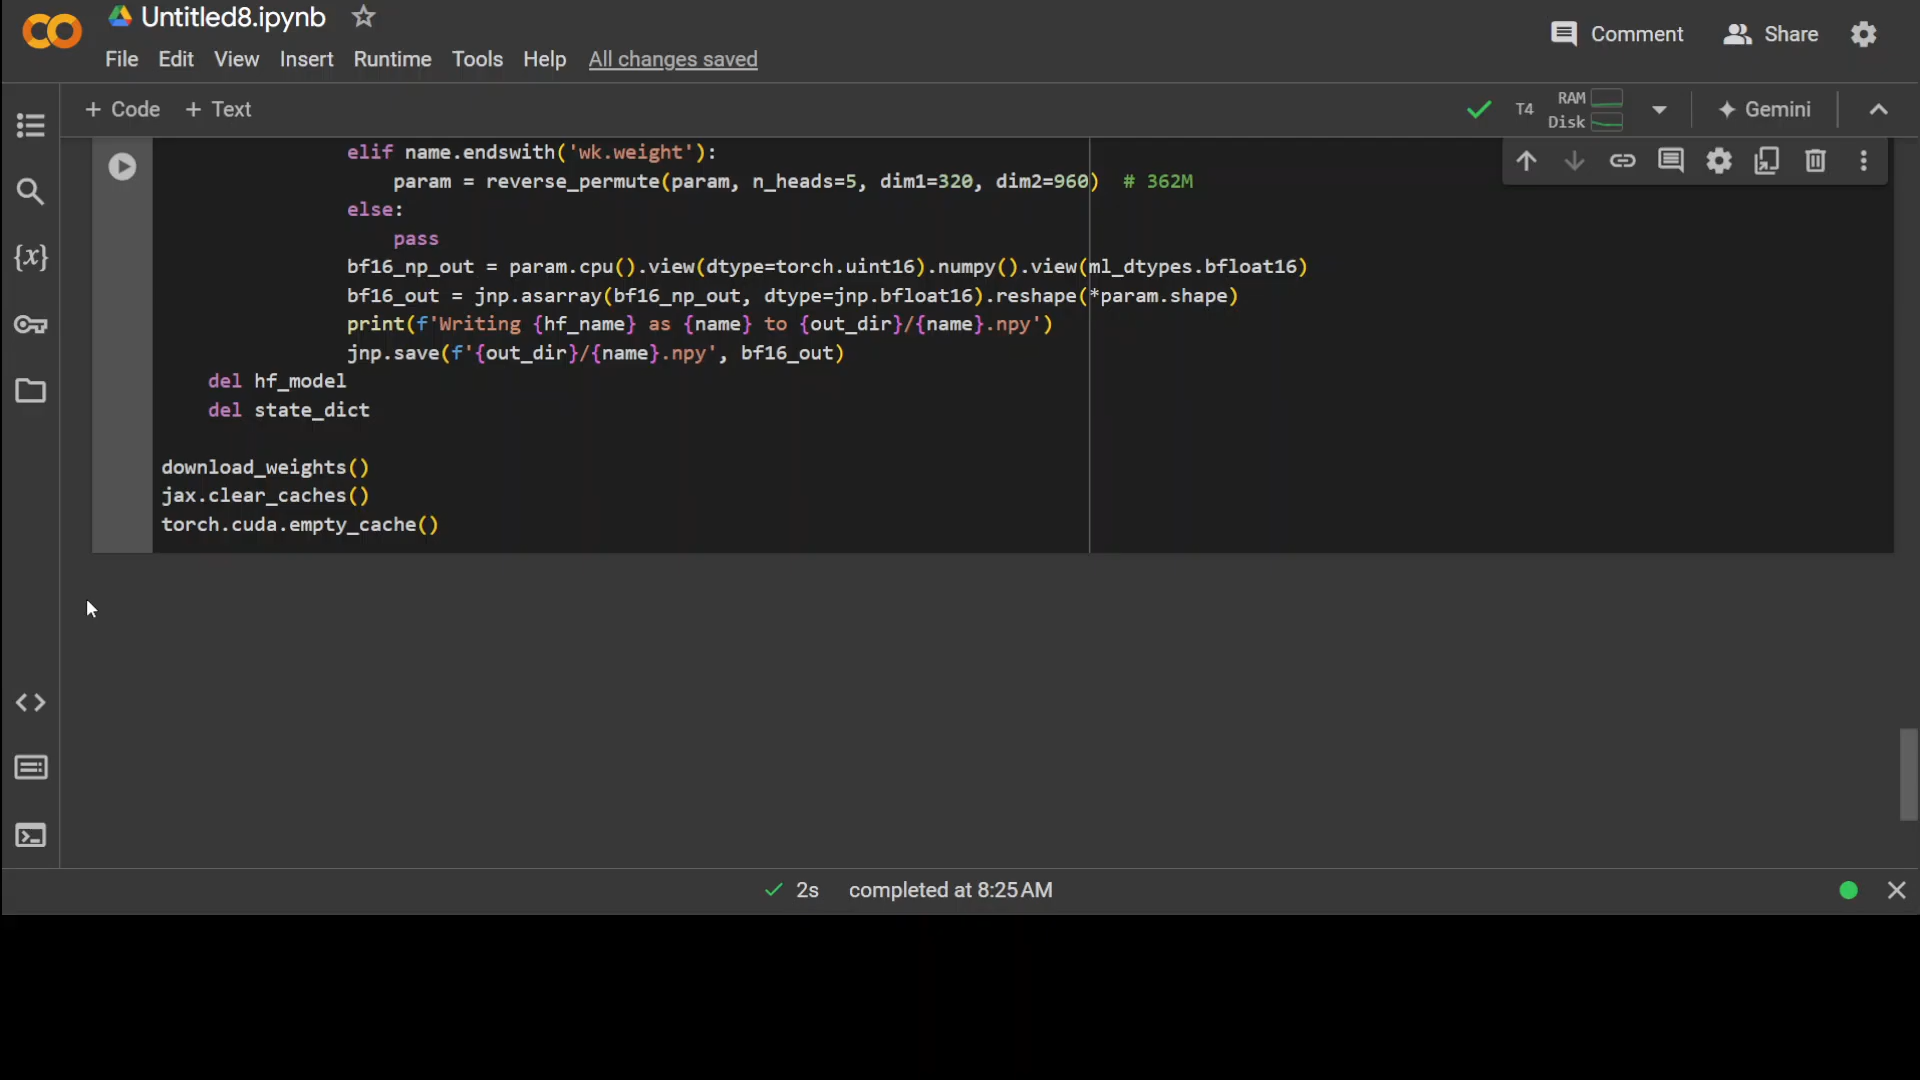 Untitled8.ipynb
Comment
Share
File Edit View Insert Runtime Tools Help All changes saved
+ Code + Text
T4
RAM
Disk
Gemini
elif name.endswith('wk.weight'):
param = reverse_permute(param, n_heads=5, dim1=320, dim2=960) # 362M
else:
pass
bf16_np_out = param.cpu().view(dtype=torch.uint16).numpy().view(ml_dtypes.bfloat16)
bf16_out = jnp.asarray(bf16_np_out, dtype=jnp.bfloat16).reshape(*param.shape)
print(f'Writing {hf_name} as {name} to {out_dir}/{name}.npy')
jnp.save(f'{out_dir}/{name}.npy', bf16_out)
del hf_model
del state_dict
download_weights()
jax.clear_caches()
torch.cuda.empty_cache()
{x}
2s completed at 8:25 AM